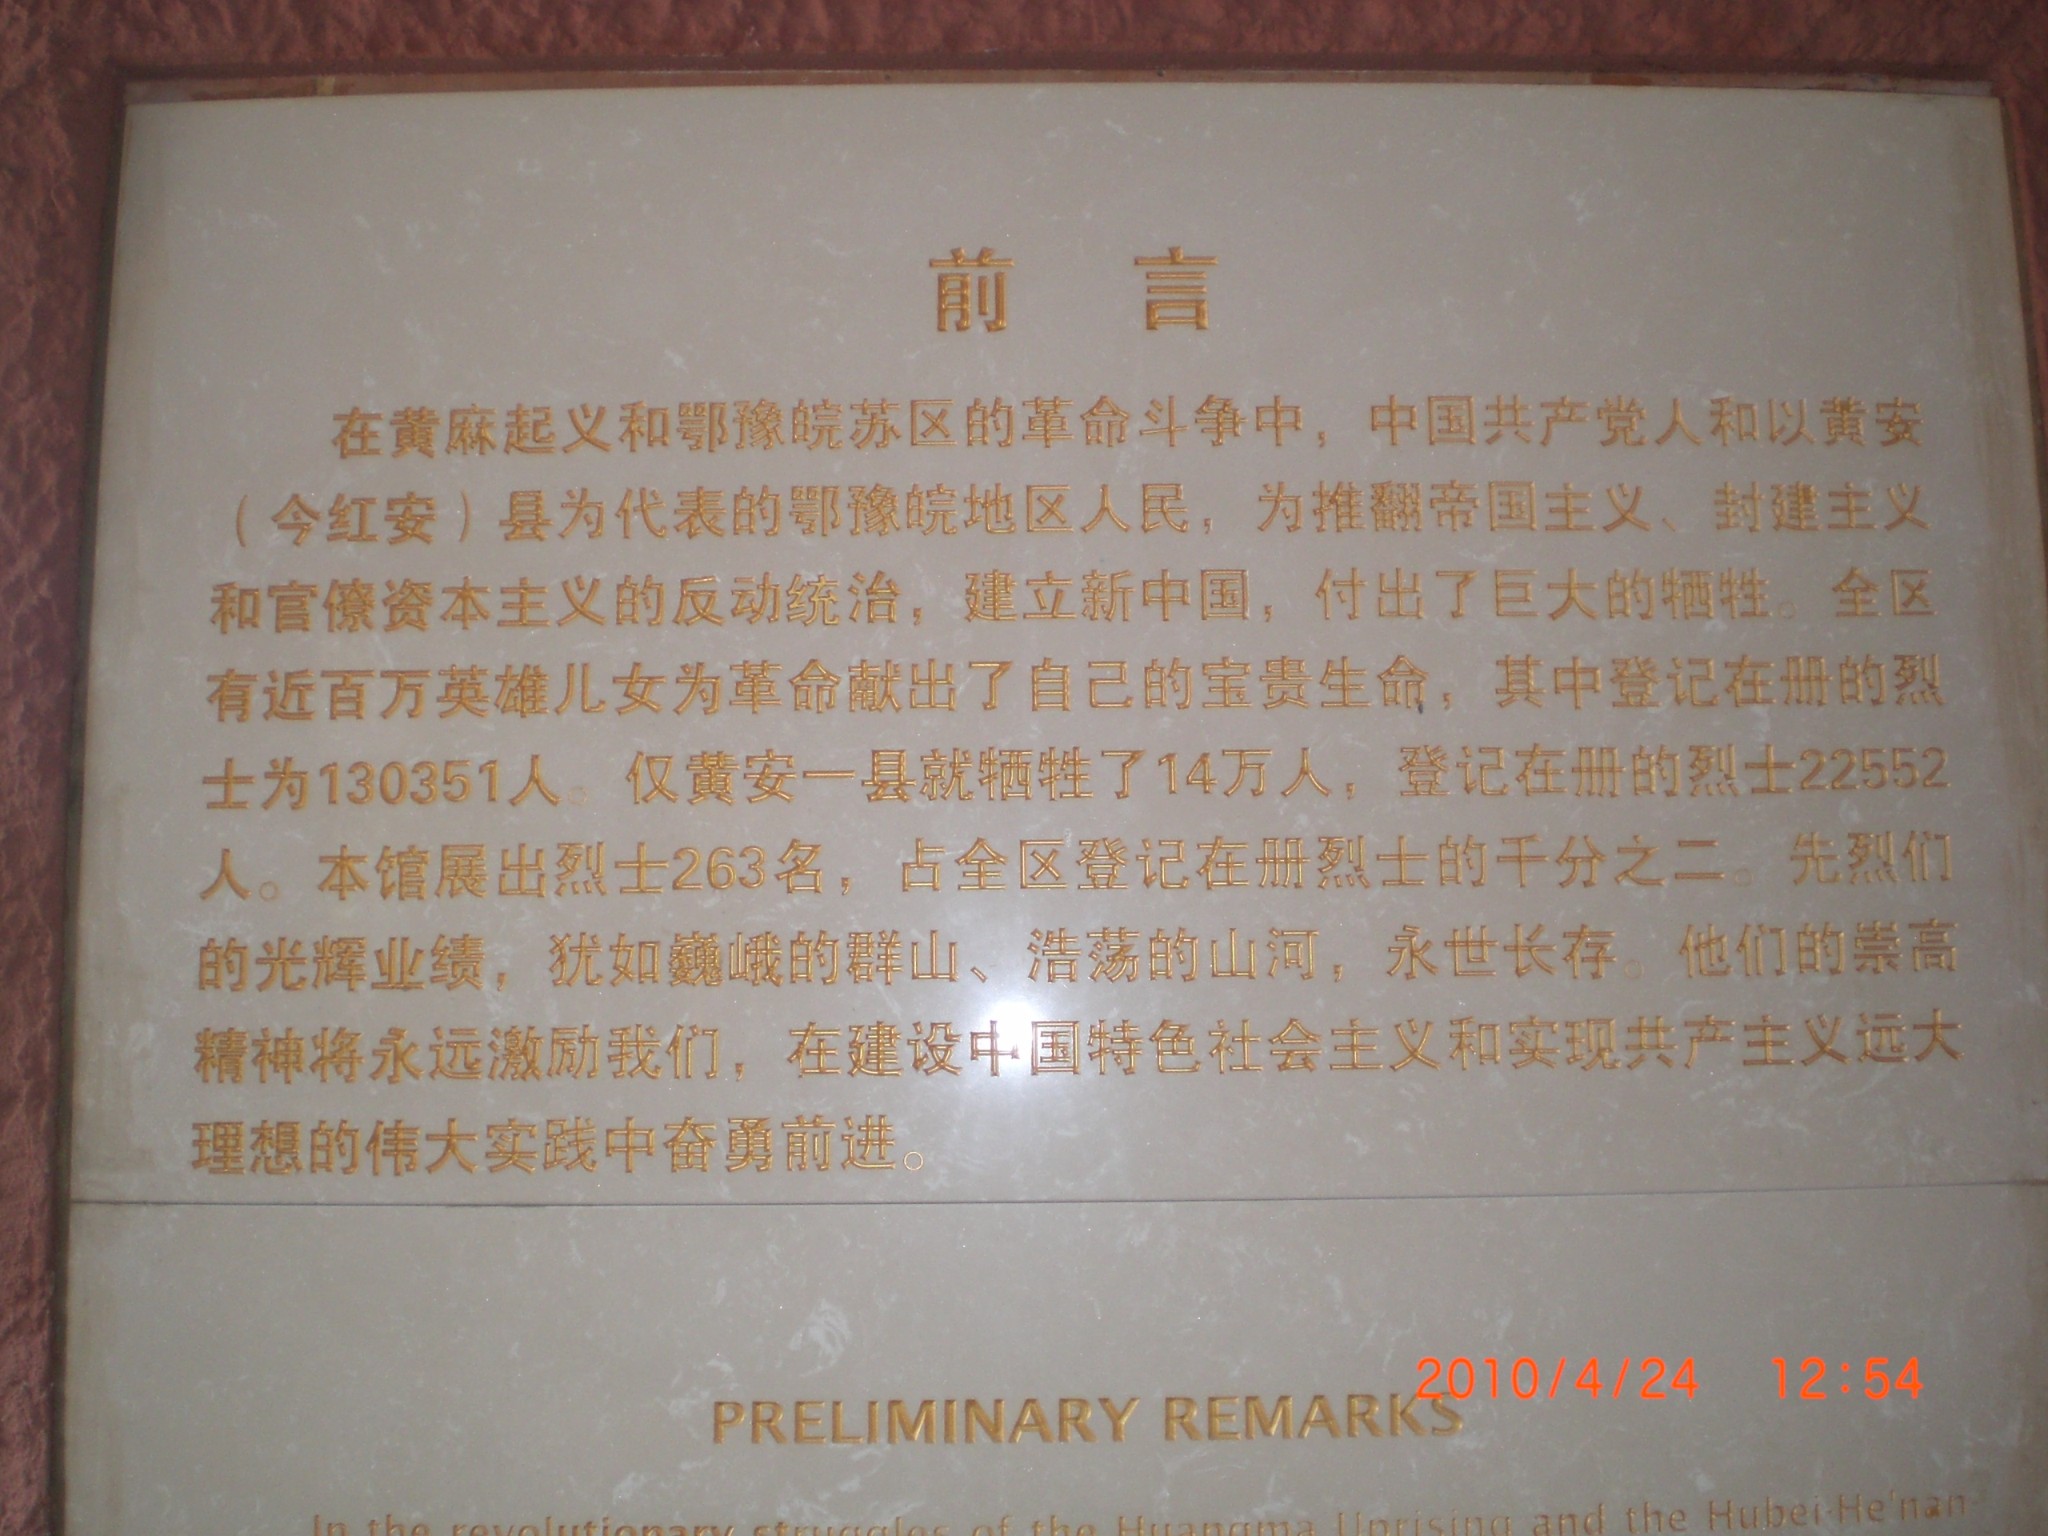 前 言
在黄麻起义和鄂豫皖苏区的革命斗争中，中国共产党人和以黄安
（今红安）县为代表的鄂豫皖地区人民，为推翻帝国主义、封建主义
和官僚资本主义的反动统治，建立新中国，付出了巨大的牺牲。全区
有近百万英雄儿女为革命献出了自己的宝贵生命，其中登记在册的烈
士为130351人。仅黄安一县就牺牲了14万人，登记在册的烈士22552
人。本馆展出烈士263名，占全区登记在册烈士的千分之二。先烈们
的光辉业绩，犹如巍峨的群山、浩荡的山河，永世长存。他们的崇高
精神将永远激励我们，在建设中国特色社会主义和实现共产主义远大
理想的伟大实践中奋勇前进。
2010/4/24 12:54
PRELIMINARY REMARKS
In the revolutionary struggles of the Huangma Uprising and the Hubei-He'nan-